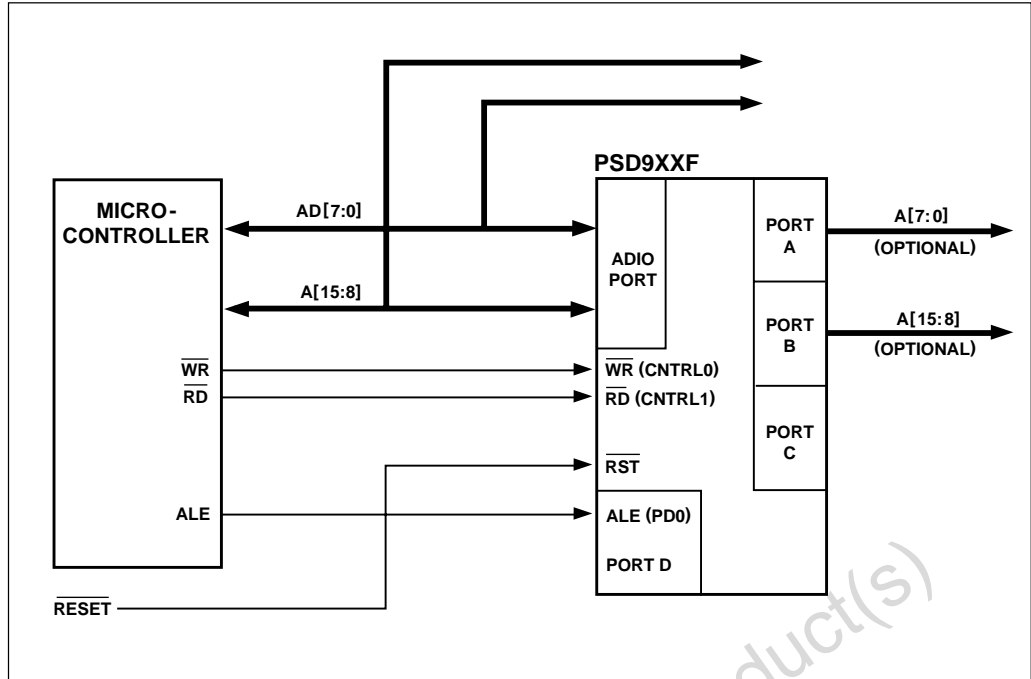 PSD9XXF
MICRO-
CONTROLLER
AD[7:0]
A[15:8]
WR
RD
ALE
RESET
ADIO
PORT
WR (CNTRL0)
RD (CNTRL1)
RST
ALE (PD0)
PORT D
PORT
A
PORT
B
PORT
C
A[7:0]
(OPTIONAL)
A[15:8]
(OPTIONAL)